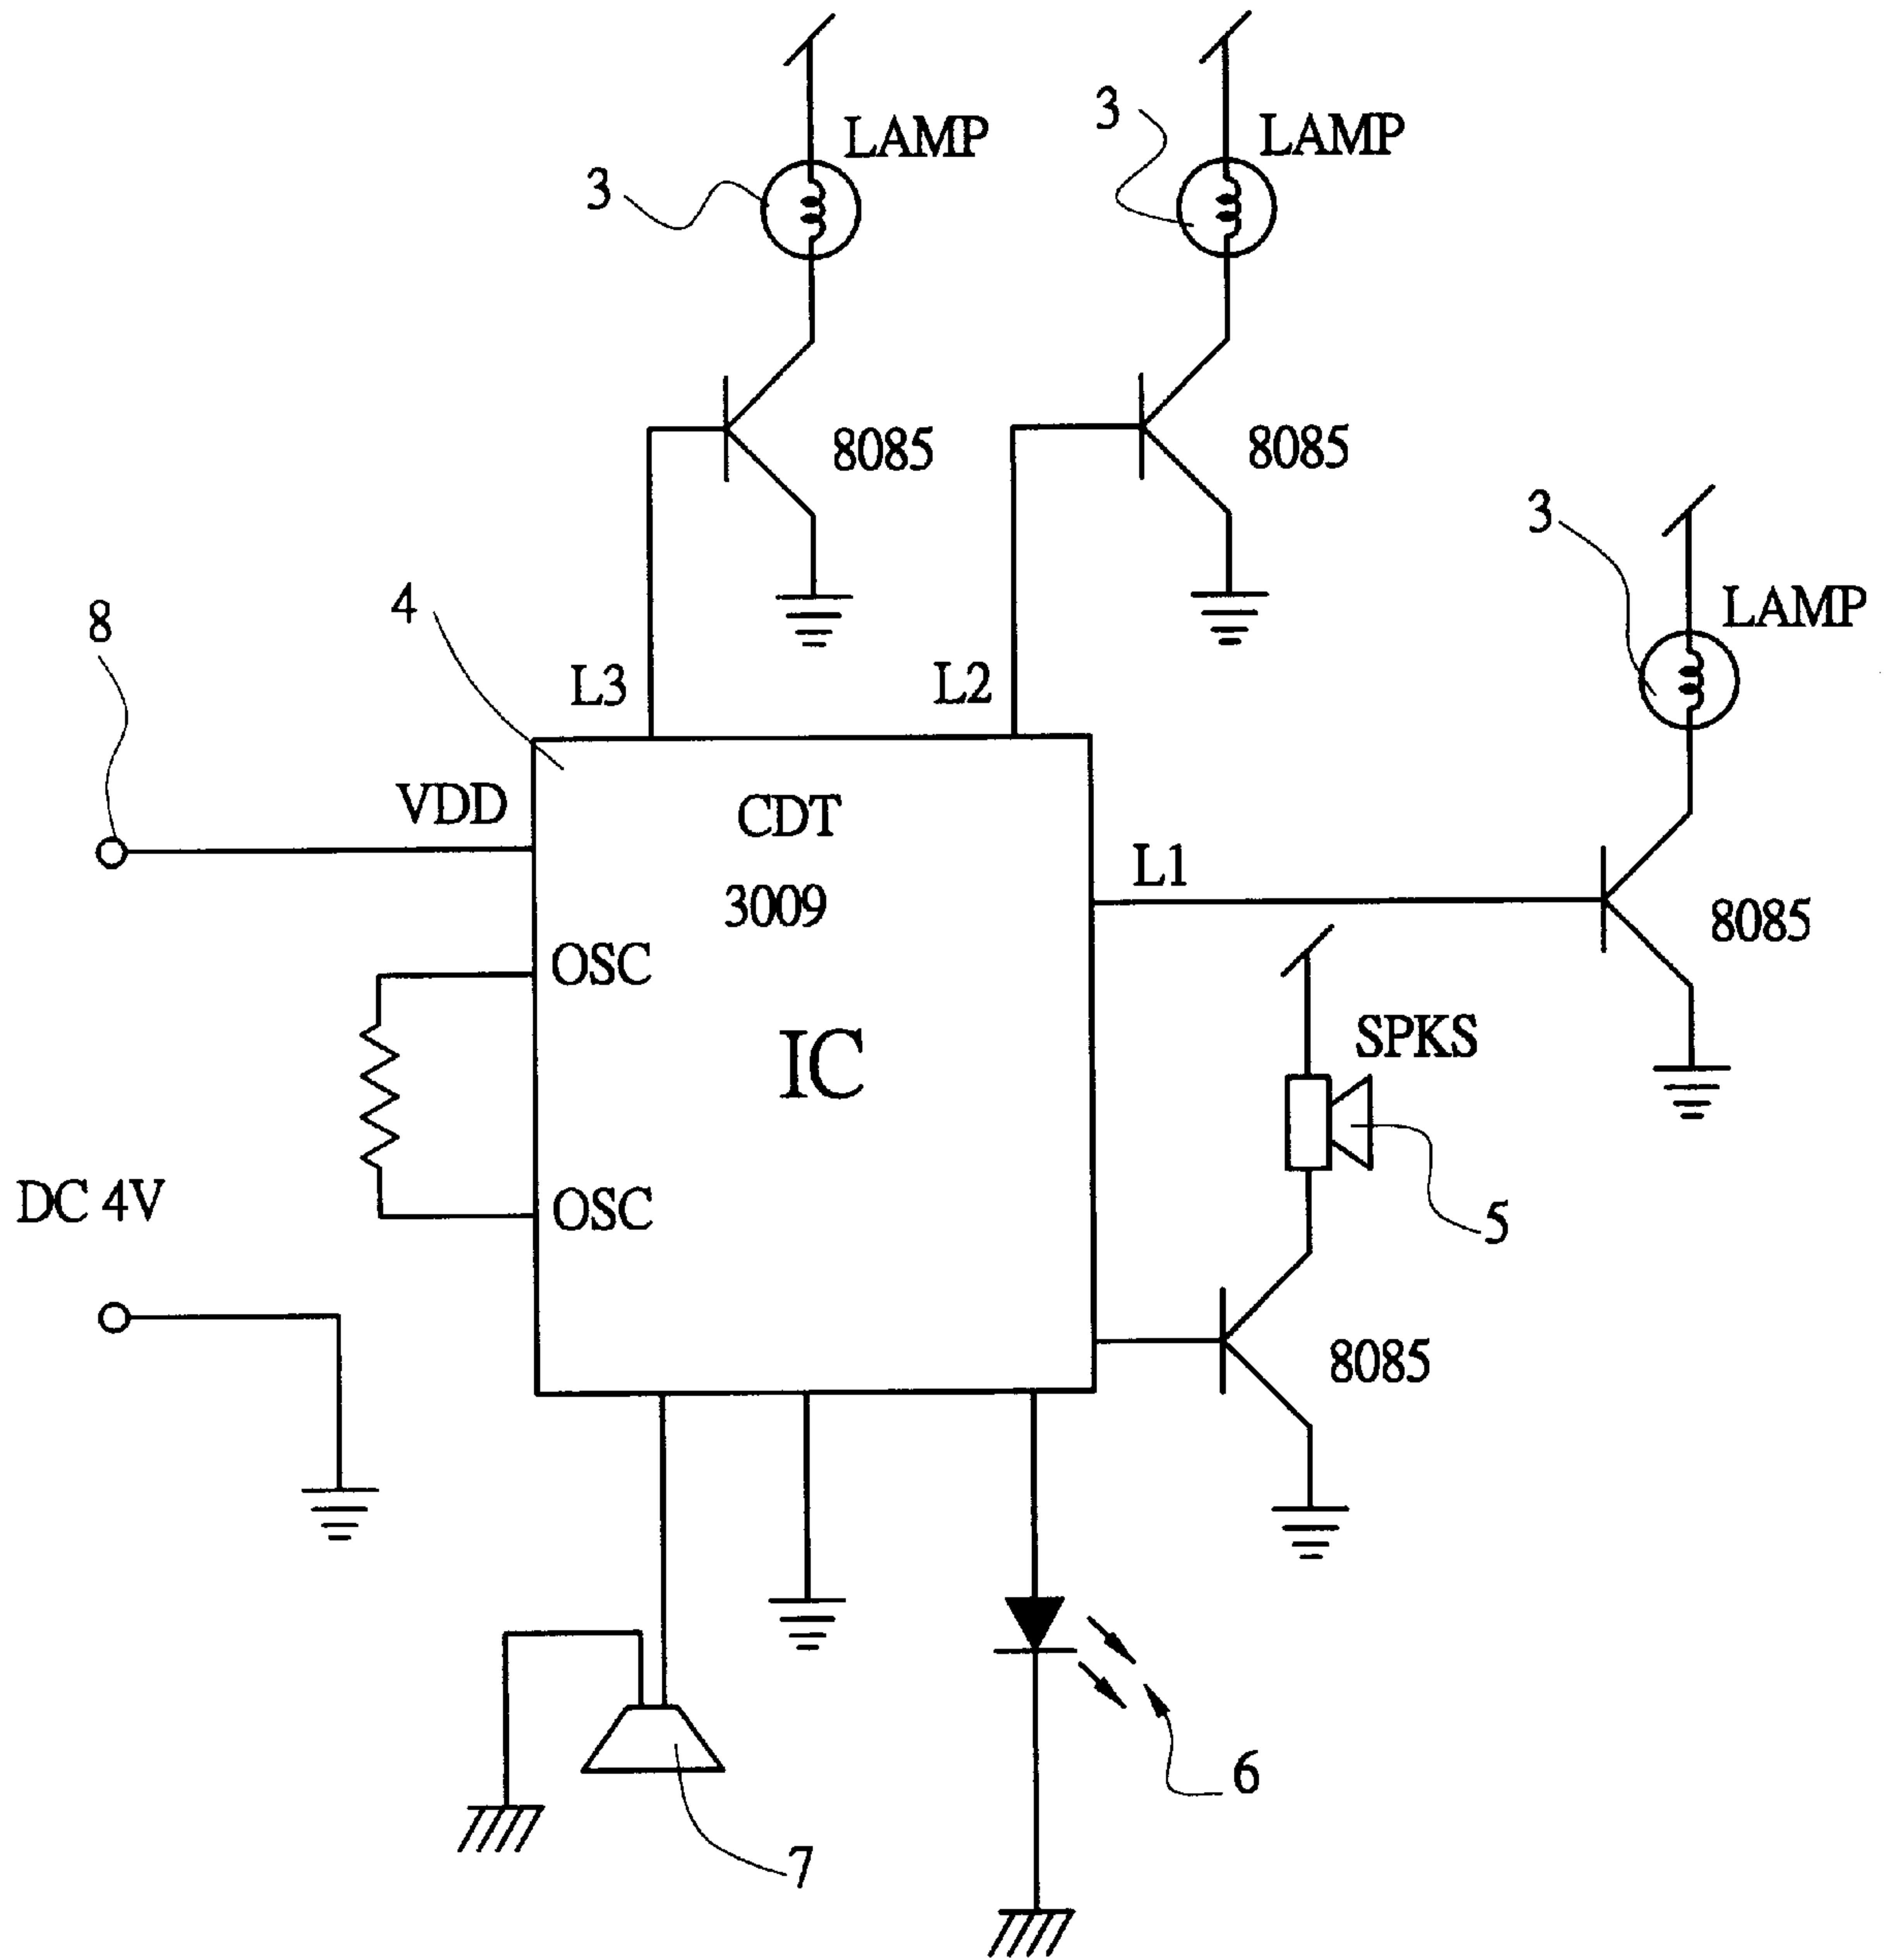 LAMP
LAMP
3
3
8085
8085
3
LAMP
4
8
L3
L2
VDD
CDT
3009
L1
8085
OSC
SPKS
IC
DC 4V
OSC
5
8085
6
7